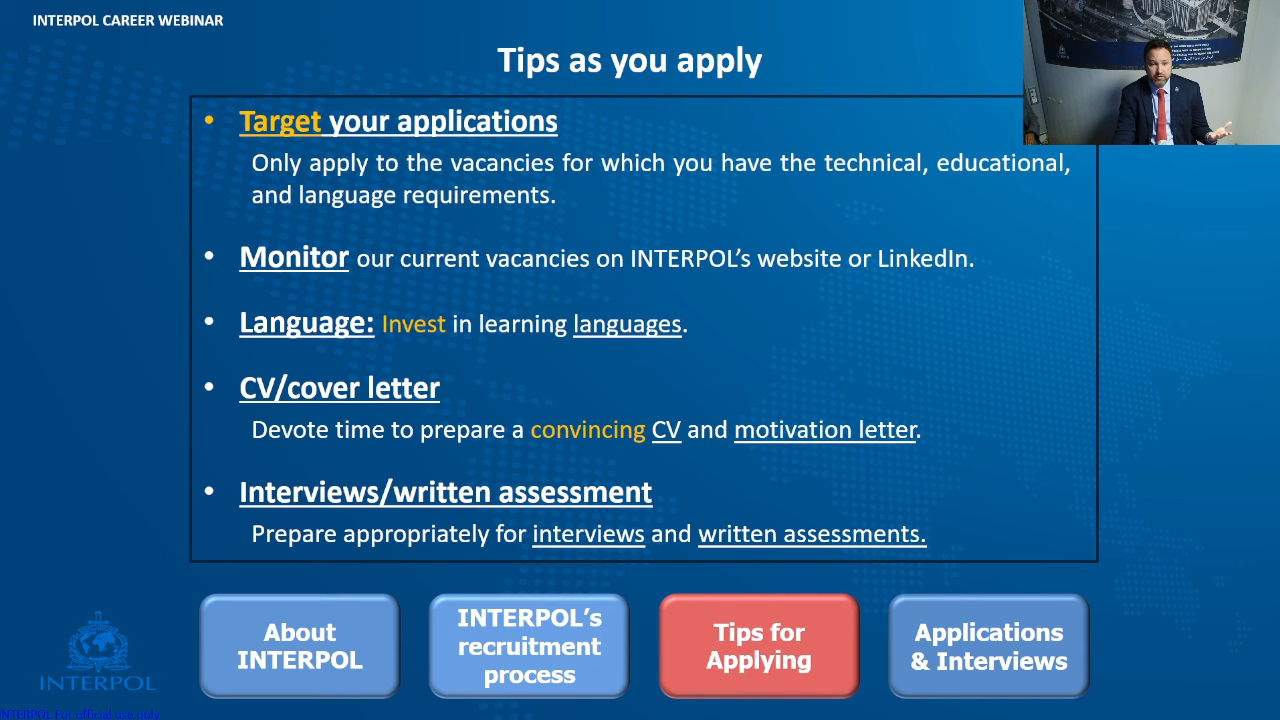 INTERPOL CAREER WEBINAR
Tips as you apply
• Target your applications
Only apply to the vacancies for which you have the technical, educational,
and language requirements.
• Monitor our current vacancies on INTERPOL’s website or LinkedIn.
• Language: Invest in learning languages.
• CV/cover letter
Devote time to prepare a convincing CV and motivation letter.
• Interviews/written assessment
Prepare appropriately for interviews and written assessments.
About
INTERPOL
INTERPOL’s
recruitment
process
Tips for
Applying
Applications
& Interviews
INTERPOL
INTERPOL For official use only